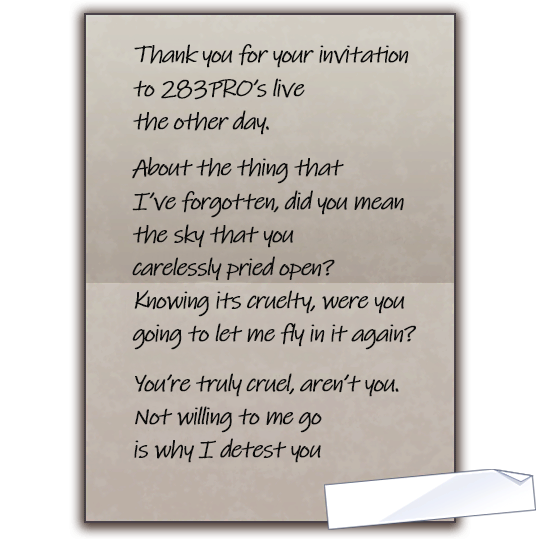 Thank you for your invitation
to 283PRO's live
the other day.
About the thing that
I've forgotten, did you mean
the sky that you
carelessly pried open?
Knowing its cruelty, were you
going to let me fly in it again?
You're truly cruel, aren't you.
Not willing to me go
is why I detest you